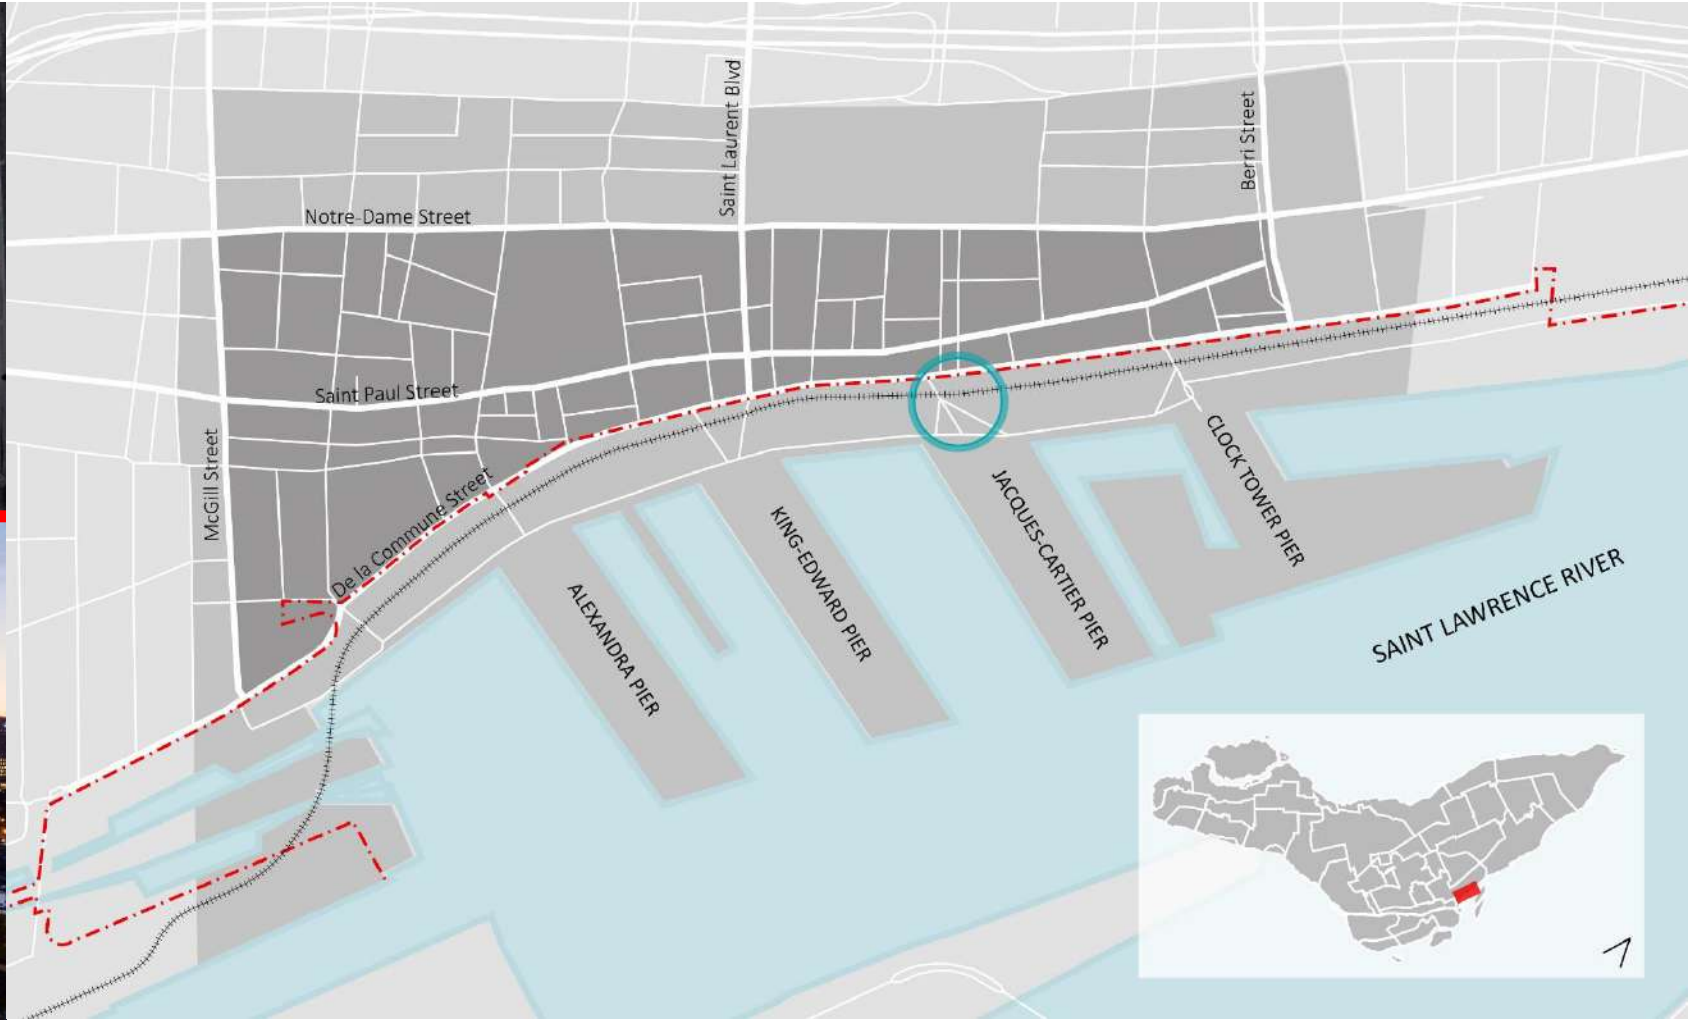 Saint Laurent Blvd
Berri Street
Notre-Dame Street
Saint Paul Street
McGill Street
De la Commune Street
CLOCK TOWER PIER
JACQUES-CARTIER PIER
KING-EDWARD PIER
ALEXANDRA PIER
SAINT LAWRENCE RIVER